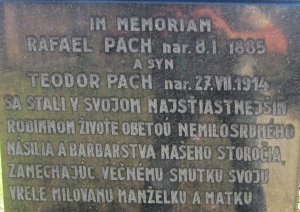 IN MEMORIAM
RAFAEL PACH nar. 8.I. 1885
A SYN
TEODOR PACH nar. 27.VII.1914
SA STALI V SVOJOM NAJŠŤASTNEJŠÍM
RODINNOM ŽIVOTE OBEŤOU NEMILOSRDNÉHO
NÁSILIA A BARBARSTVA NAŠEHO STOROČIA,
ZANECHAJÚC VEČNÉMU SMÚTKU SVOJU
VRELE MILOVANÚ MANŽELKU A MATKU